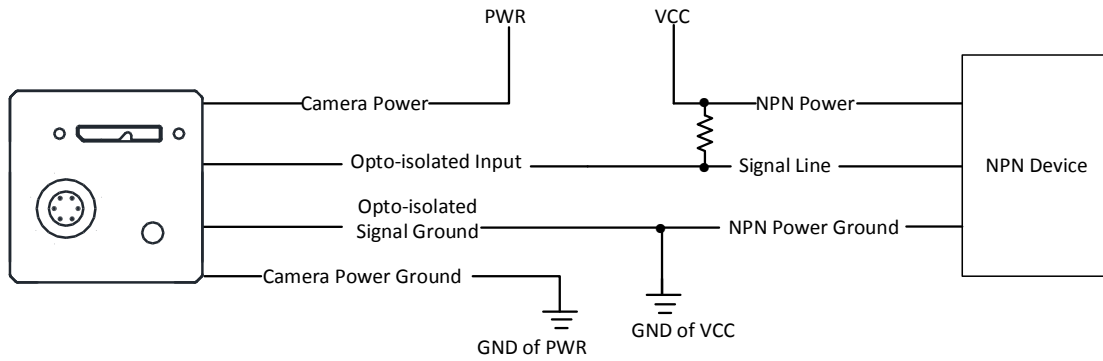 PWR
VCC
Camera Power
NPN Power
Opto-isolated Input
Signal Line
NPN Device
Opto-isolated
Signal Ground
NPN Power Ground
Camera Power Ground
GND of VCC
GND of PWR